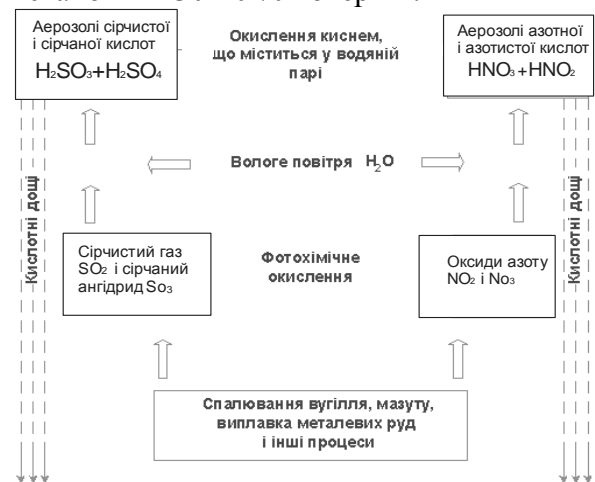 Аерозолі сірчистої
і сірчаної кислот
H₂SO₃+H₂SO₄
Окислення киснем,
що міститься у водяній
парі
Аерозолі азотної
і азотистої кислот
HNO₃+HNO₂
Вологе повітря H₂O
Кислотні дощі
Кислотні дощі
Сірчистий газ
SO₂ і сірчаний
ангідрид So₃
Фотохімічне
окислення
Оксиди азоту
NO₂ і No₃
Спалювання вугілля, мазуту,
виплавка металевих руд
і інші процеси